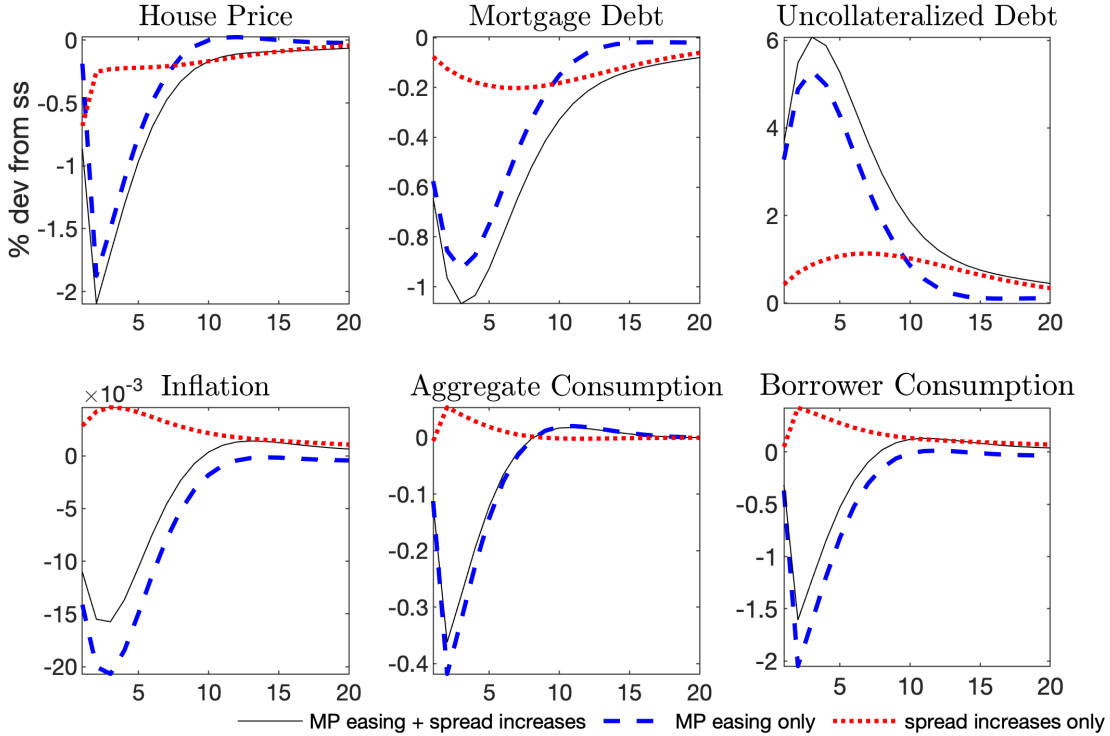 House Price
Mortgage Debt
Uncollateralized Debt
% dev from ss
0
-0.5
-1
-1.5
-2
5 10 15 20
0
-0.2
-0.4
-0.6
-0.8
-1
5 10 15 20
6
4
2
0
5 10 15 20
×10⁻³ Inflation
Aggregate Consumption
Borrower Consumption
0
-5
-10
-15
-20
5 10 15 20
0
-0.1
-0.2
-0.3
-0.4
5 10 15 20
0
-0.5
-1
-1.5
-2
5 10 15 20
MP easing + spread increases MP easing only spread increases only